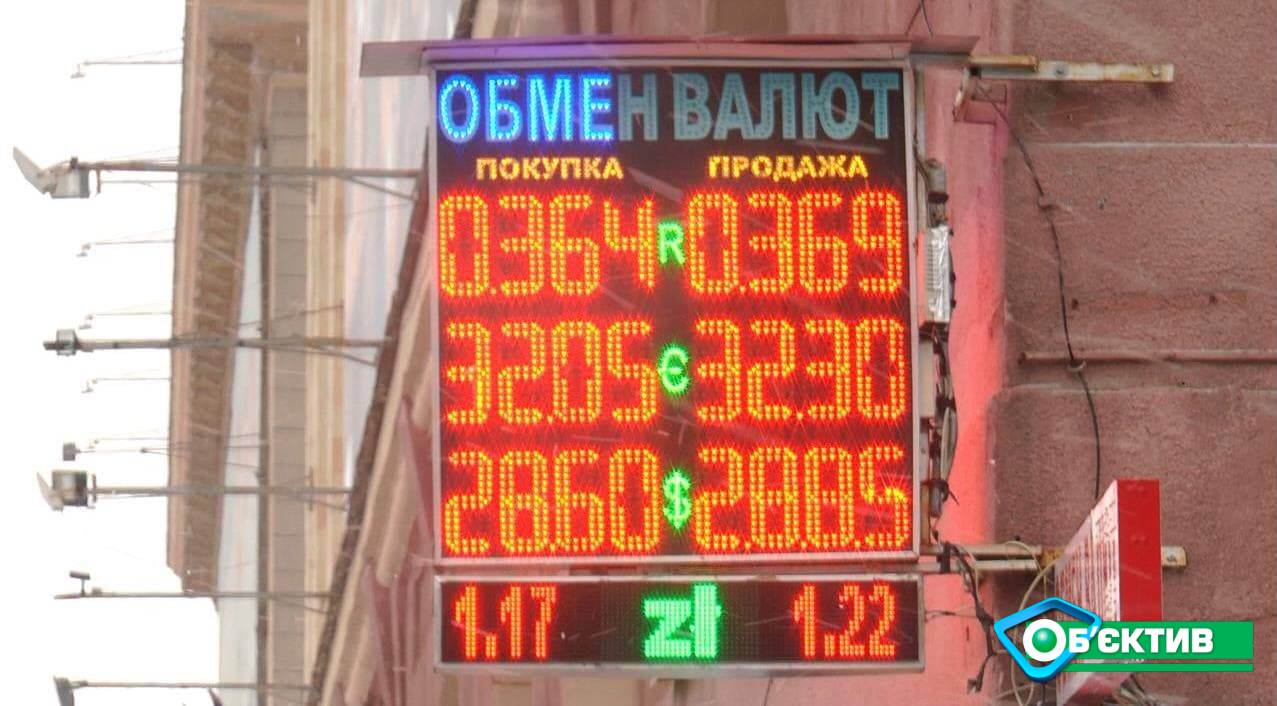 ОБМЕН ВАЛЮТ
ПОКУПКА ПРОДАЖА
0.364 R 0.369
32.05 € 32.30
28.60 $ 28.85
1.17 zł 1.22
ОБ'ЄКТИВ